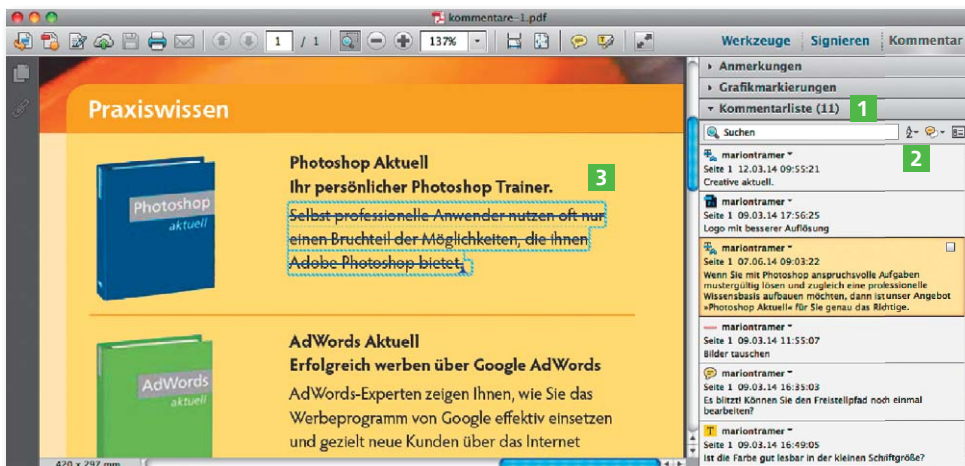 kommentare-1.pdf
1 / 1
137%
Werkzeuge Signieren Kommentar
Praxiswissen
Photoshop
aktuell
Photoshop Aktuell
Ihr persönlicher Photoshop Trainer.
Selbst professionelle Anwender nutzen oft nur
einen Bruchteil der Möglichkeiten, die Ihnen
Adobe Photoshop bietet.
3
AdWords
aktuell
AdWords Aktuell
Erfolgreich werben über Google AdWords
AdWords-Experten zeigen Ihnen, wie Sie das
Werbeprogramm von Google effektiv einsetzen
und gezielt neue Kunden über das Internet
420 x 297 mm
Anmerkungen
Grafikmarkierungen
Kommentarliste (11)
1
Suchen
2
mariontramer
Seite 1 12.03.14 09:55:21
Creative aktuell.
mariontramer
Seite 1 09.03.14 17:56:25
Logo mit besserer Auflösung
mariontramer
Seite 1 07.06.14 09:03:22
Wenn Sie mit Photoshop anspruchsvolle Aufgaben
mustergültig lösen und zugleich eine professionelle
Wissensbasis aufbauen möchten, dann istunser Angebot
»Photoshop Aktuell« für Sie genau das Richtige.
mariontramer
Seite 1 09.03.14 11:55:07
Bilder tauschen
mariontramer
Seite 1 09.03.14 16:35:03
Es blitzt! Können Sie den Freistellpfad noch einmal
bearbeiten?
T mariontramer
Seite 1 09.03.14 16:49:05
Ist die Farbe gut lesbar in der kleinen Schriftgröße?